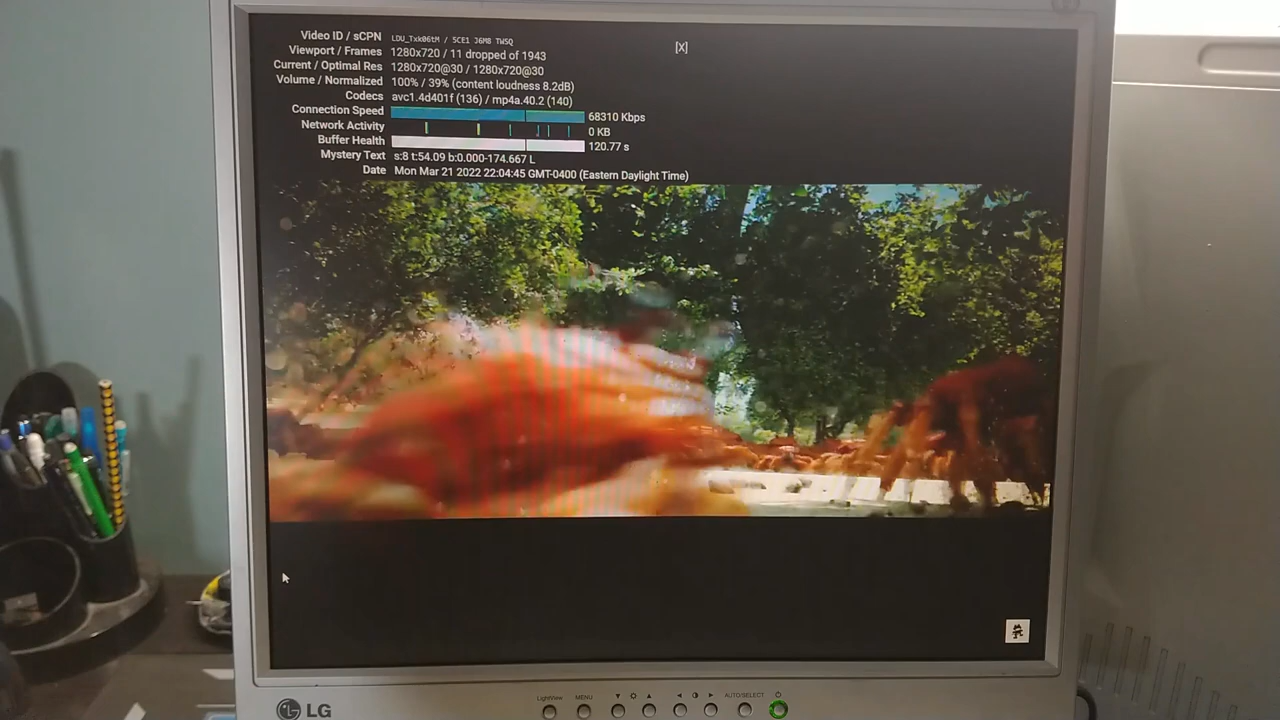 Video ID / sCPN LDU_Txk06tM / 5CE1 J6M8 TW5Q
[X]
Viewport / Frames 1280x720 / 11 dropped of 1943
Current / Optimal Res 1280x720@30 / 1280x720@30
Volume / Normalized 100% / 39% (content loudness 8.2dB)
Codecs avc1.4d401f (136) / mp4a.40.2 (140)
Connection Speed 68310 Kbps
Network Activity 0 KB
Buffer Health 120.77 s
Mystery Text s:8 t:54.09 b:0.000-174.667 L
Date Mon Mar 21 2022 22:04:45 GMT-0400 (Eastern Daylight Time)
LightView MENU AUTO/SELECT
LG